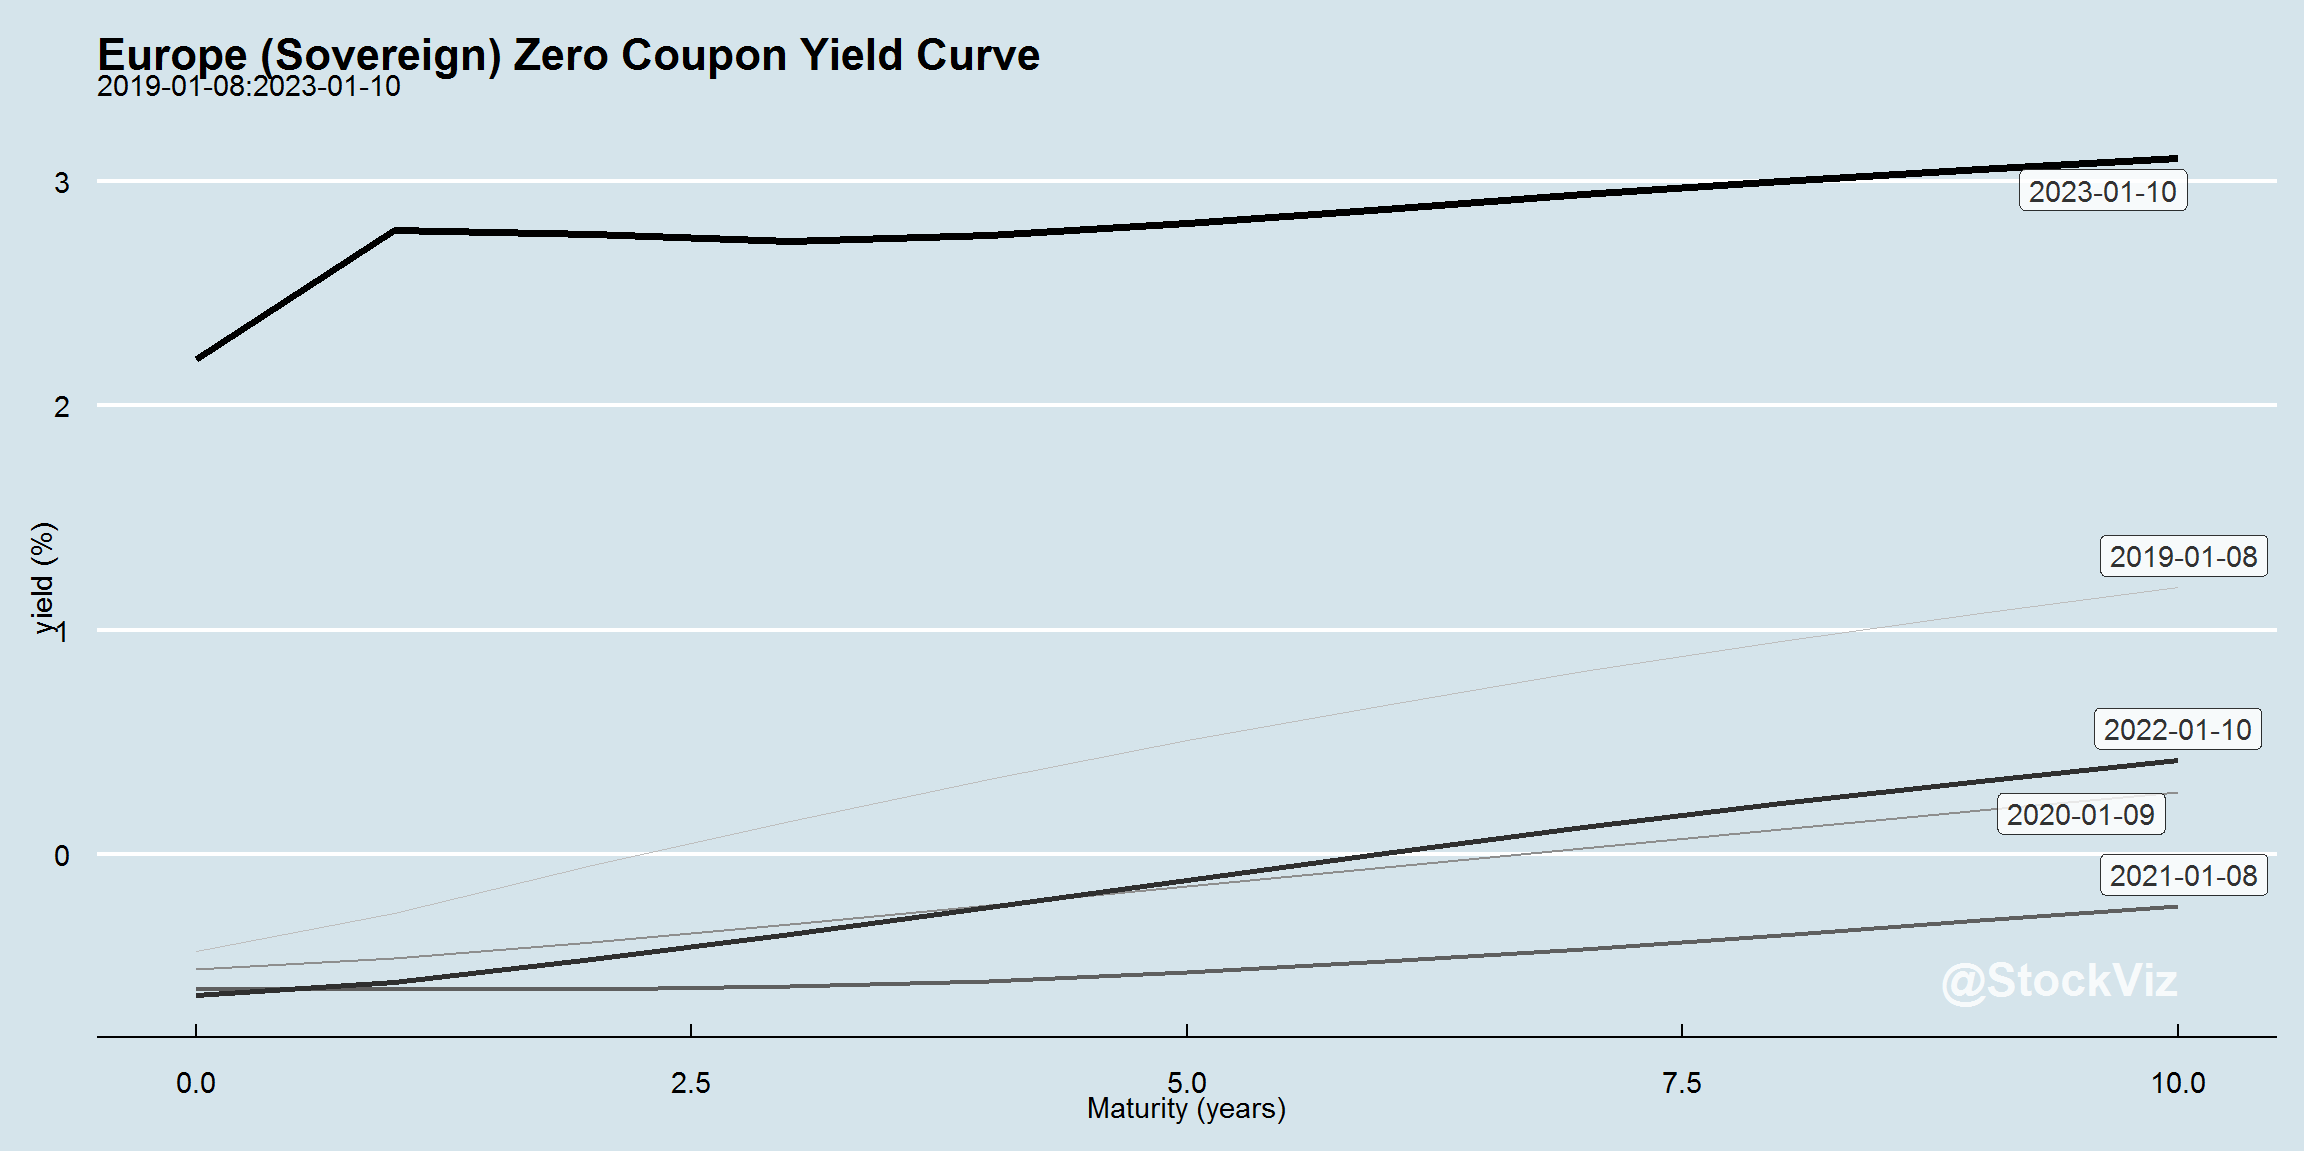 Europe (Sovereign) Zero Coupon Yield Curve
2019-01-08:2023-01-10
3
2023-01-10
2
2019-01-08
yield (%)
1
2022-01-10
2020-01-09
0
2021-01-08
@StockViz
0.0 2.5 5.0 7.5 10.0
Maturity (years)